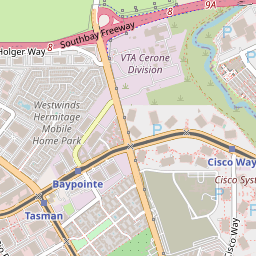 8
9A
Southbay Freeway
8
Holger Way
VTA Cerone
Division
Westwinds
Hermitage
Mobile
Home Park
P
P
Cisco Way
Baypointe
Cisco Sys
Tasman
Cisco Way
P
P